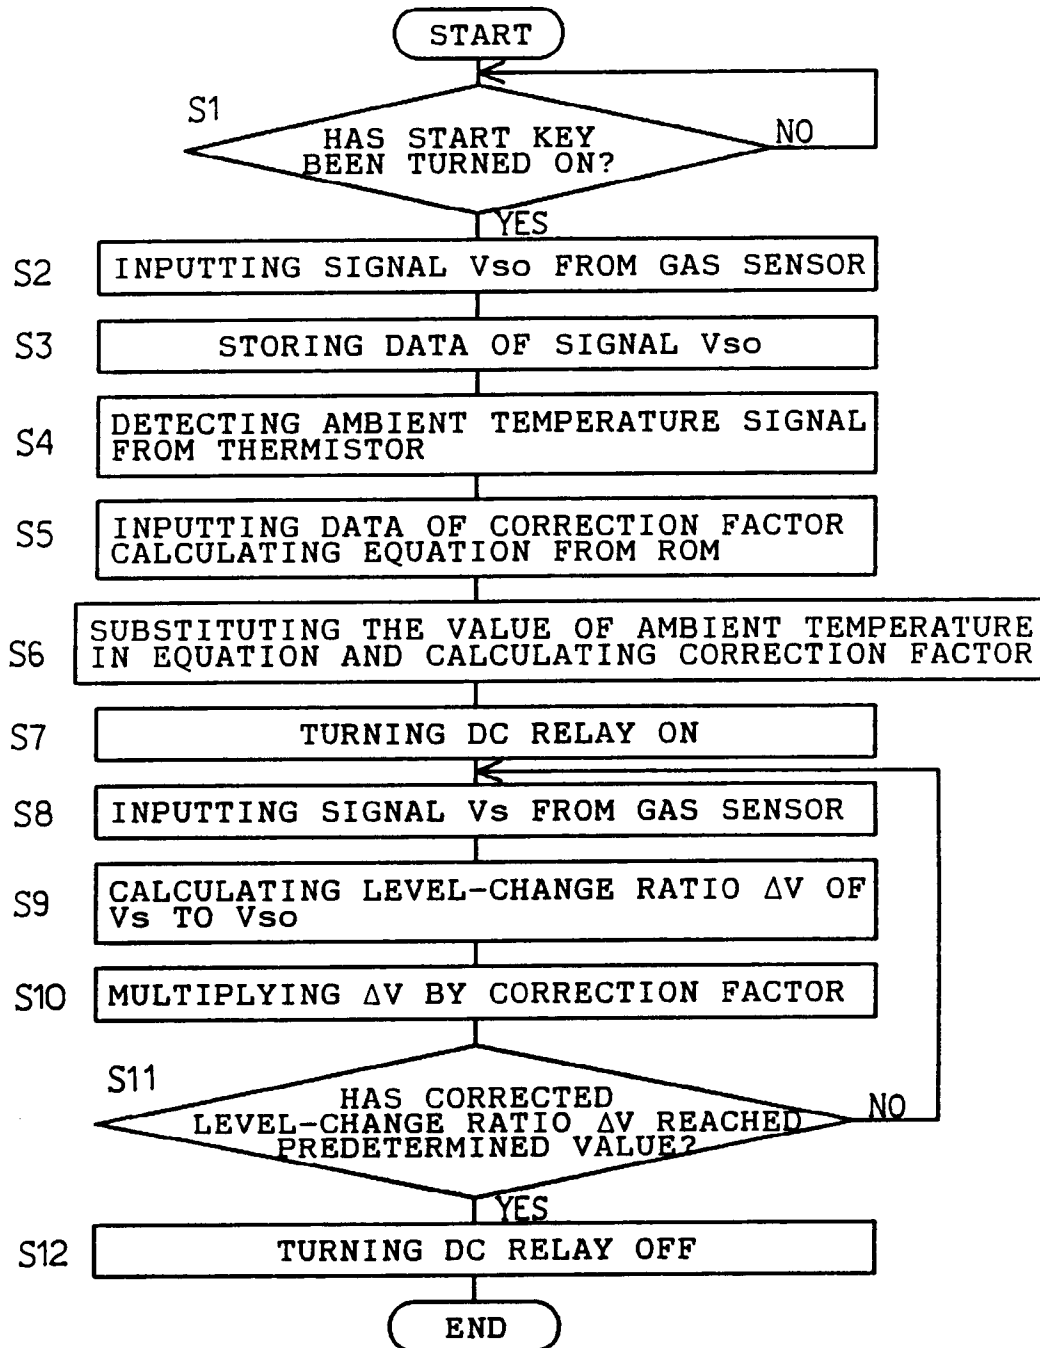 START
S1
HAS START KEY
BEEN TURNED ON?
NO
YES
S2
INPUTTING SIGNAL Vso FROM GAS SENSOR
S3
STORING DATA OF SIGNAL Vso
S4
DETECTING AMBIENT TEMPERATURE SIGNAL
FROM THERMISTOR
S5
INPUTTING DATA OF CORRECTION FACTOR
CALCULATING EQUATION FROM ROM
S6
SUBSTITUTING THE VALUE OF AMBIENT TEMPERATURE
IN EQUATION AND CALCULATING CORRECTION FACTOR
S7
TURNING DC RELAY ON
S8
INPUTTING SIGNAL Vs FROM GAS SENSOR
S9
CALCULATING LEVEL-CHANGE RATIO ΔV OF
Vs TO Vso
S10
MULTIPLYING ΔV BY CORRECTION FACTOR
S11
HAS CORRECTED
LEVEL-CHANGE RATIO ΔV REACHED
PREDETERMINED VALUE?
NO
YES
S12
TURNING DC RELAY OFF
END